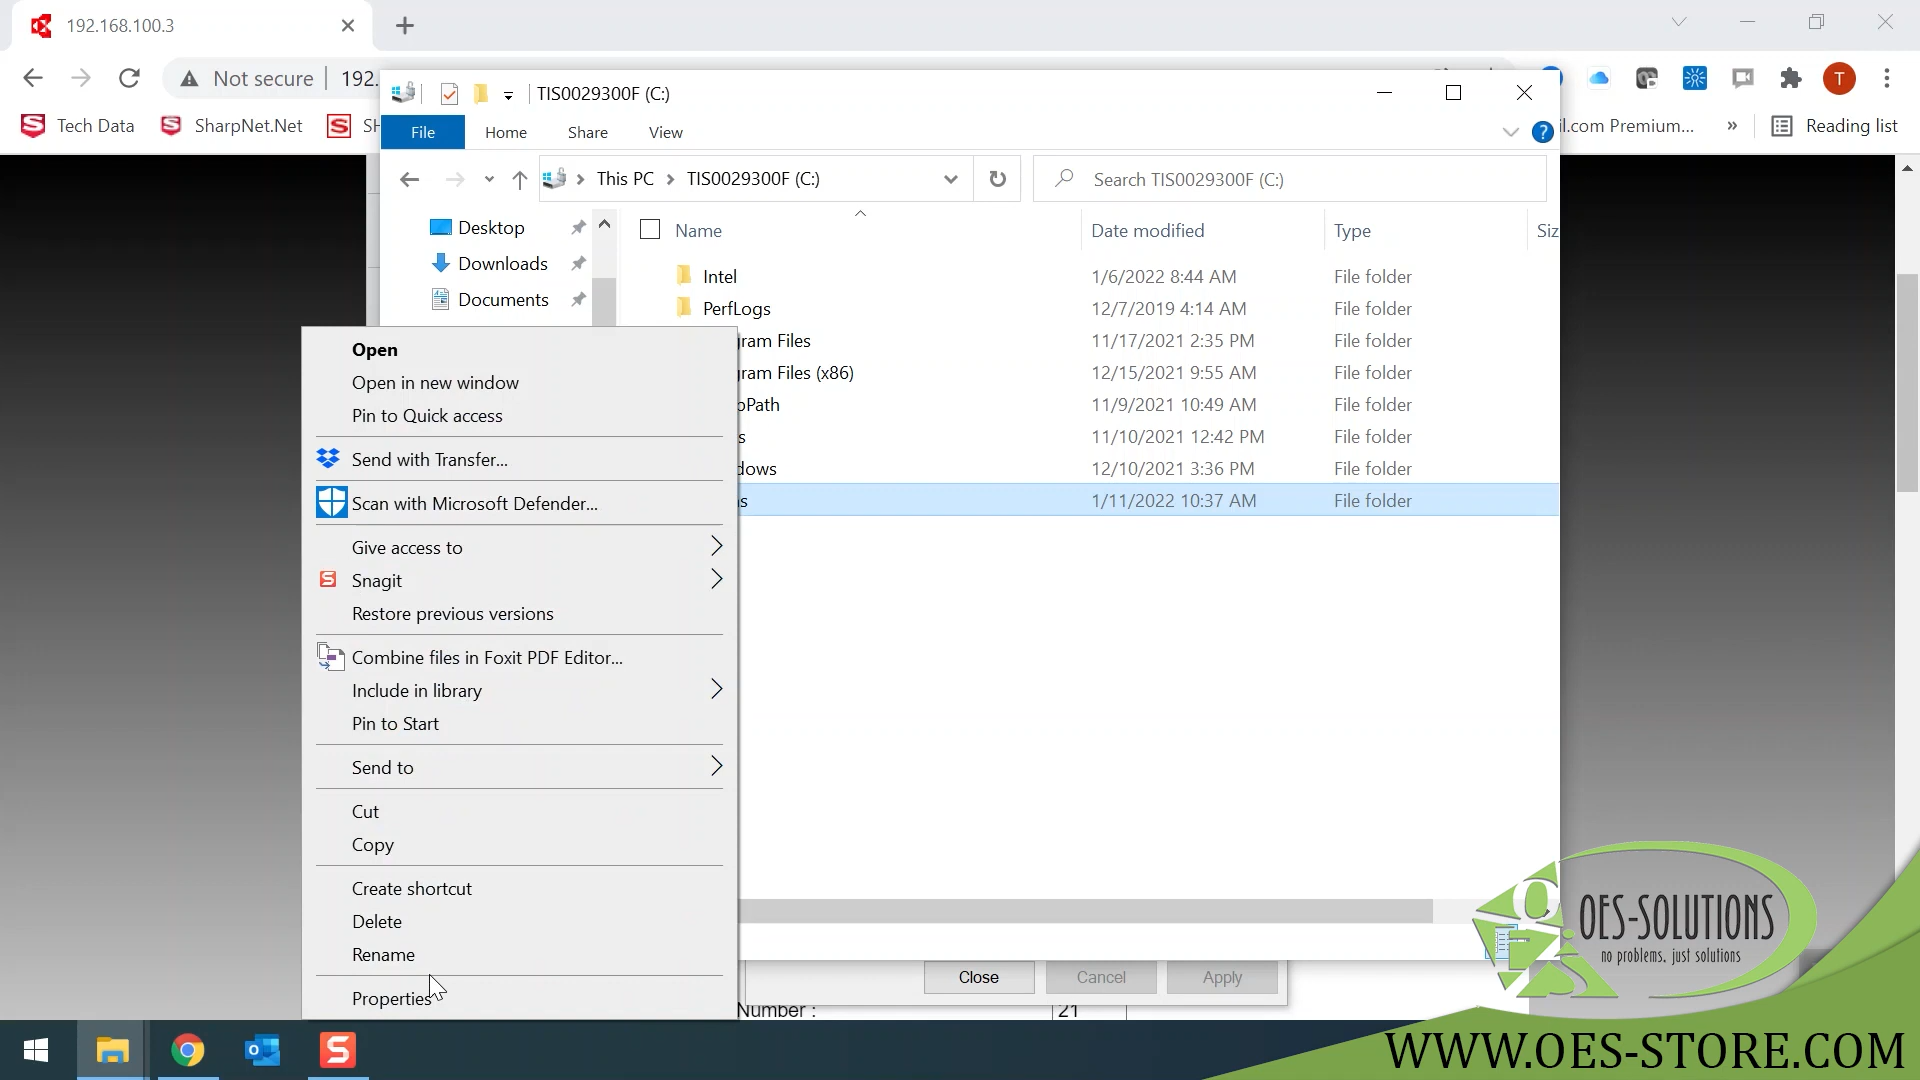 192.168.100.3
Not secure
192.
T
Tech Data
SharpNet.Net
SH
il.com Premium...
»
Reading list
TIS0029300F (C:)
File
Home
Share
View
?
This PC
TIS0029300F (C:)
Search TIS0029300F (C:)
Desktop
Downloads
Documents
Name
Date modified
Type
Siz
Intel
1/6/2022 8:44 AM
File folder
PerfLogs
12/7/2019 4:14 AM
File folder
gram Files
11/17/2021 2:35 PM
File folder
gram Files (x86)
12/15/2021 9:55 AM
File folder
oPath
11/9/2021 10:49 AM
File folder
s
11/10/2021 12:42 PM
File folder
dows
12/10/2021 3:36 PM
File folder
ns
1/11/2022 10:37 AM
File folder
Open
Open in new window
Pin to Quick access
Send with Transfer...
Scan with Microsoft Defender...
Give access to
Snagit
Restore previous versions
Combine files in Foxit PDF Editor...
Include in library
Pin to Start
Send to
Cut
Copy
Create shortcut
Delete
Rename
Properties
Close
Cancel
Apply
Number :
21
OES-SOLUTIONS
no problems. just solutions
WWW.OES-STORE.COM